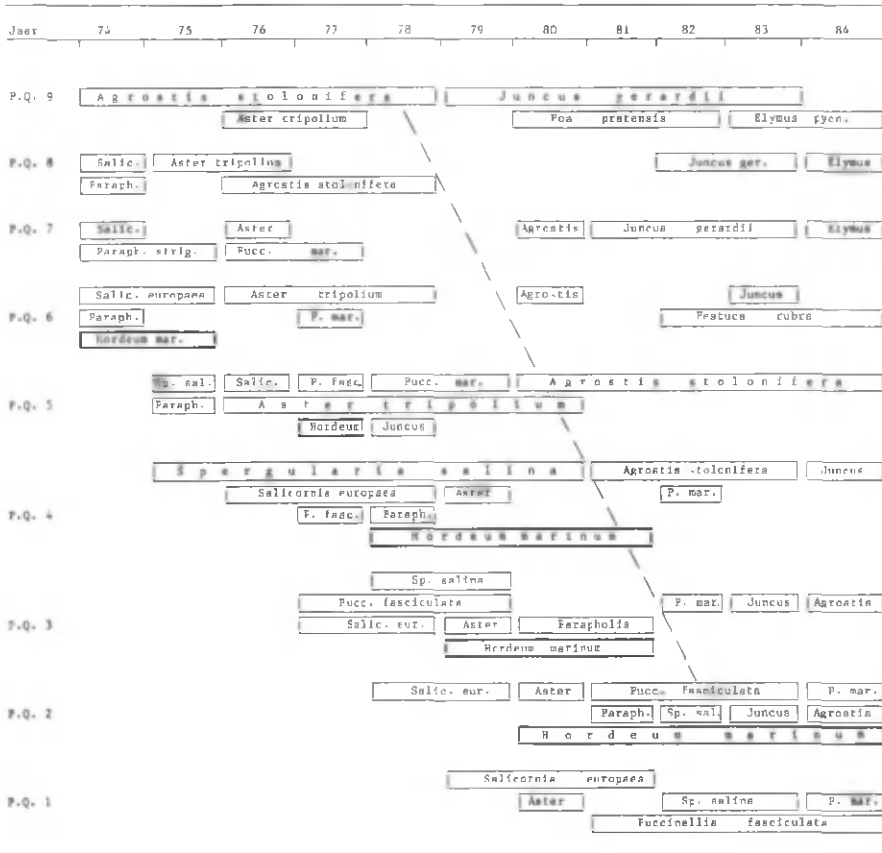 Jaar 74 75 76 77 78 79 80 81 82 83 84
P.Q. 9 Agrostis stolonifera Juncus gerardii
Aster tripolium Poa pratensis Elymus pycn.
P.Q. 8 Salic. Aster tripolium Juncus ger. Elymus
Paraph. Agrostis stolonifera
P.Q. 7 Salic. Aster Agrostis Juncus gerardii Elymus
Paraph. strig. Pucc. mar.
Salic. europaea Aster tripolium Agrostis Juncus
P.Q. 6 Paraph. P. mar. Festuca rubra
Hordeum mar.
Sp. sal. Salic. P. fasc. Pucc. mar. Agrostis stolonifera
P.Q. 5 Paraph. Aster tripolium
Hordeum Juncus
Spergularia salina Agrostis stolonifera Juncus
Salicornia europaea Aster P. mar.
P.Q. 4 P. fasc. Paraph.
Hordeum marinum
Sp. salina
Pucc. fasciculata P. mar. Juncus Agrostis
P.Q. 3 Salic. eur. Aster Parapholis
Hordeum marinum
Salic. eur. Aster Pucc. fasciculata P. mar.
P.Q. 2 Paraph. Sp. sal. Juncus Agrostis
Hordeum marinum
Salicornia europaea
P.Q. 1 Aster Sp. salina P. mar.
Puccinellia fasciculata